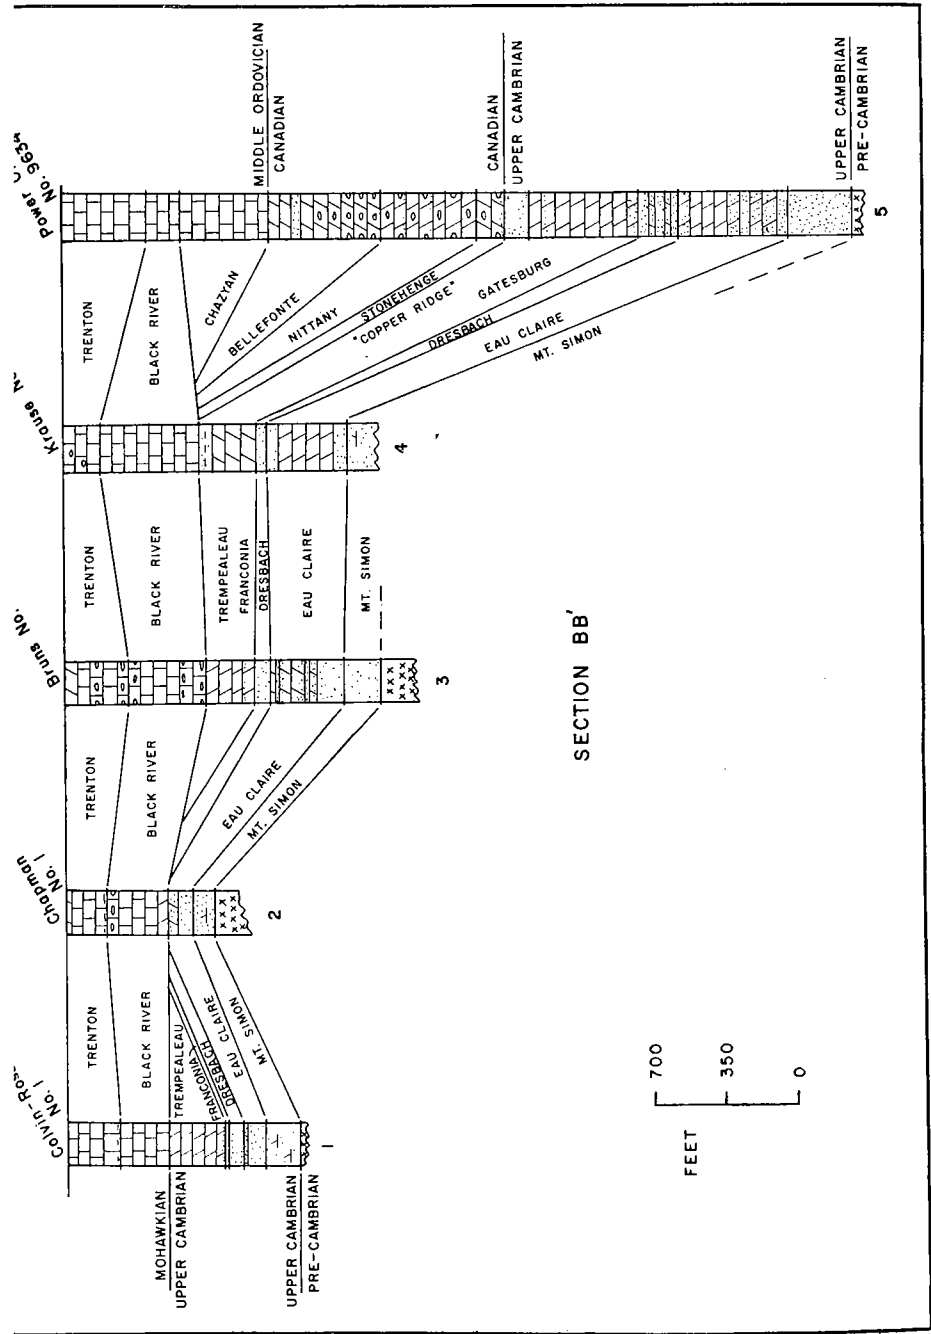 Colvin-Ro
No. 1
Chapman
No. 1
Bruns No.
Krause N
Power
No. 963
MOHAWKIAN
UPPER CAMBRIAN
UPPER CAMBRIAN
PRE-CAMBRIAN
TRENTON
BLACK RIVER
TREMPEALEAU
FRANCONIA
DRESBACH
EAU CLAIRE
MT. SIMON
TRENTON
BLACK RIVER
EAU CLAIRE
MT. SIMON
TRENTON
BLACK RIVER
TREMPEALEAU
FRANCONIA
DRESBACH
EAU CLAIRE
MT. SIMON
TRENTON
BLACK RIVER
CHAZYAN
BELLEFONTE
NITTANY
STONEHENGE
"COPPER RIDGE"
GATESBURG
DRESBACH
EAU CLAIRE
MT. SIMON
MIDDLE ORDOVICIAN
CANADIAN
CANADIAN
UPPER CAMBRIAN
UPPER CAMBRIAN
PRE-CAMBRIAN
1
2
3
4
5
SECTION BB'
FEET
700
350
0